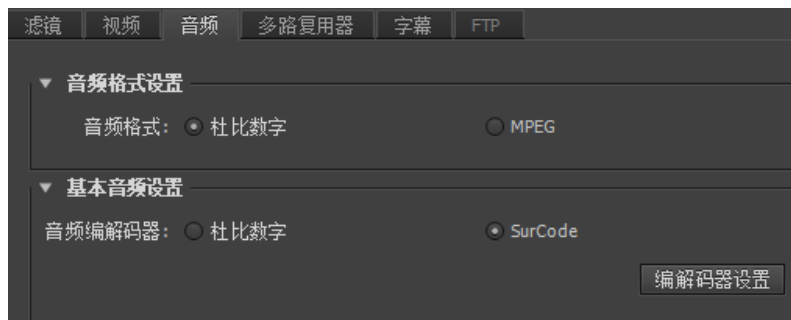 滤镜 视频 音频 多路复用器 字幕 FTP
音频格式设置
音频格式: 杜比数字 MPEG
基本音频设置
音频编解码器: 杜比数字 SurCode
编解码器设置